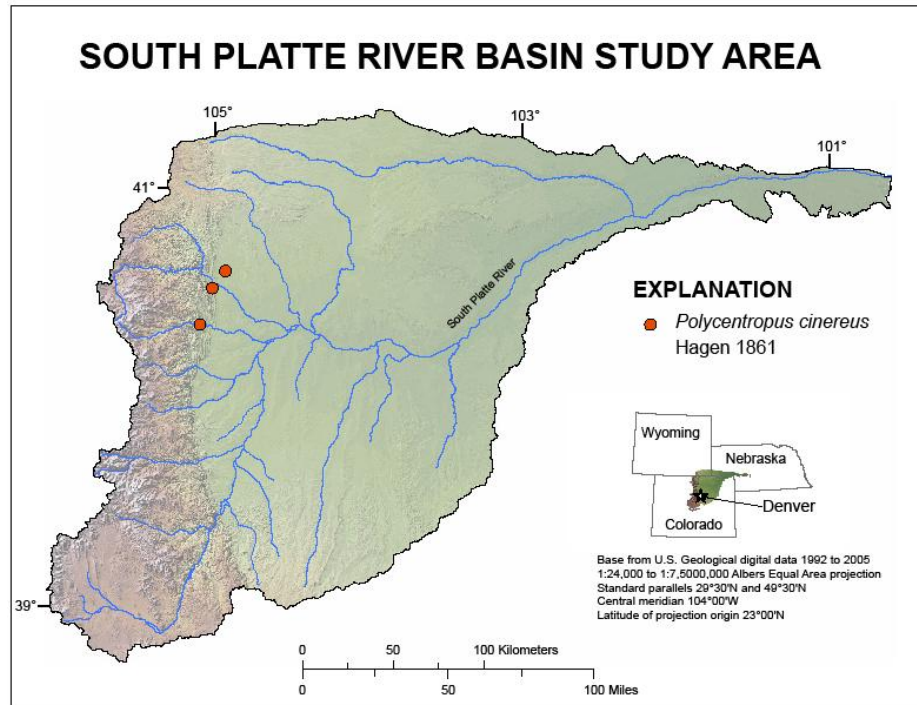 SOUTH PLATTE RIVER BASIN STUDY AREA
105°
103°
101°
41°
South Platte River
EXPLANATION
Polycentropus cinereus
Hagen 1861
Wyoming
Nebraska
Denver
Colorado
Base from U.S. Geological digital data 1992 to 2005
1:24,000 to 1:7,5000,000 Albers Equal Area projection
Standard parallels 29°30'N and 49°30'N
Central meridian 104°00'W
Latitude of projection origin 23°00'N
39°
0 50 100 Kilometers
0 50 100 Miles